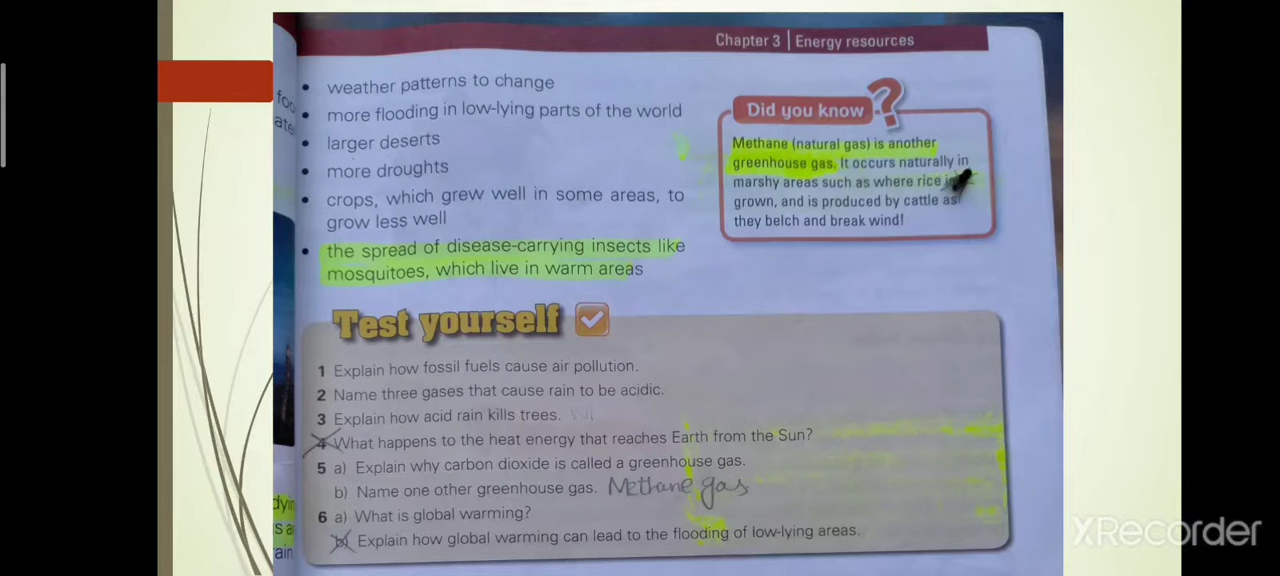 Chapter 3 | Energy resources
foo
ate
• weather patterns to change
• more flooding in low-lying parts of the world
• larger deserts
• more droughts
• crops, which grew well in some areas, to
grow less well
• the spread of disease-carrying insects like
mosquitoes, which live in warm areas
Did you know ?
Methane (natural gas) is another
greenhouse gas. It occurs naturally in
marshy areas such as where rice
grown, and is produced by cattle as
they belch and break wind!
Test yourself
1 Explain how fossil fuels cause air pollution.
2 Name three gases that cause rain to be acidic.
3 Explain how acid rain kills trees.
4 What happens to the heat energy that reaches Earth from the Sun?
5 a) Explain why carbon dioxide is called a greenhouse gas.
b) Name one other greenhouse gas. Methane gas
6 a) What is global warming?
b) Explain how global warming can lead to the flooding of low-lying areas.
dyin
s a
rain
XRecorder